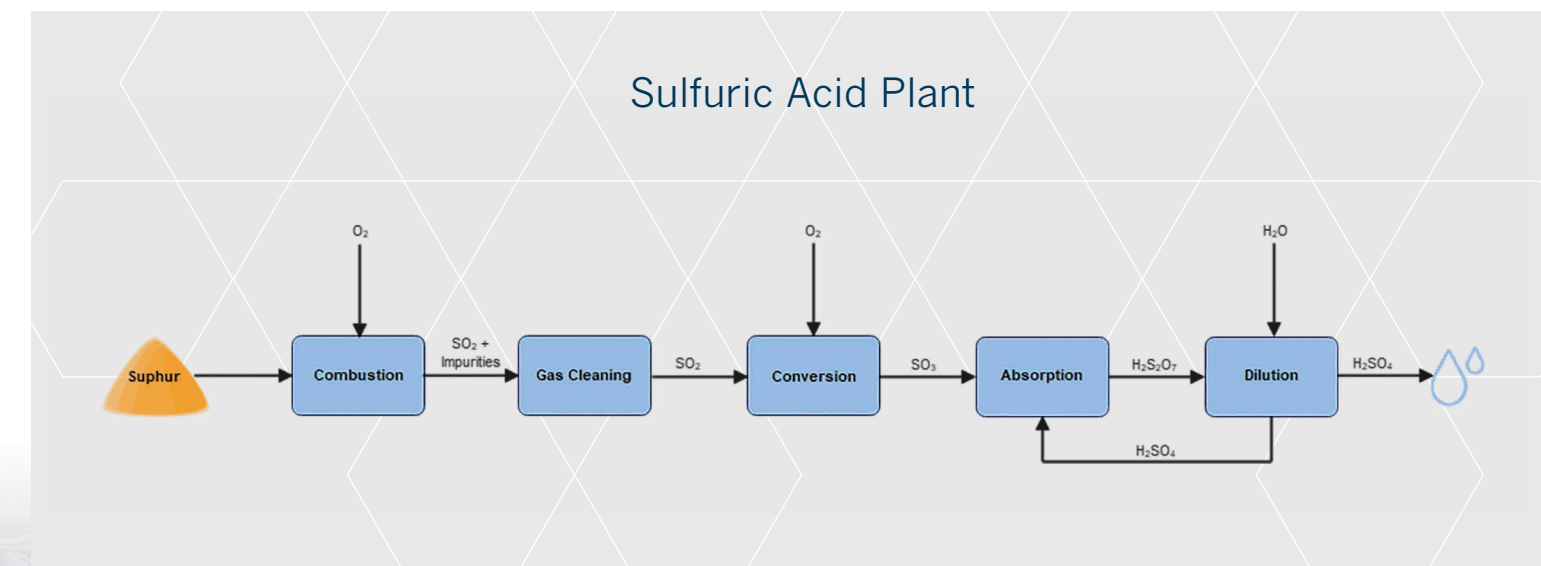 Sulfuric Acid Plant
O₂
O₂
H₂O
Suphur
Combustion
SO₂ +
Impurities
Gas Cleaning
SO₂
Conversion
SO₃
Absorption
H₂S₂O₇
Dilution
H₂SO₄
H₂SO₄